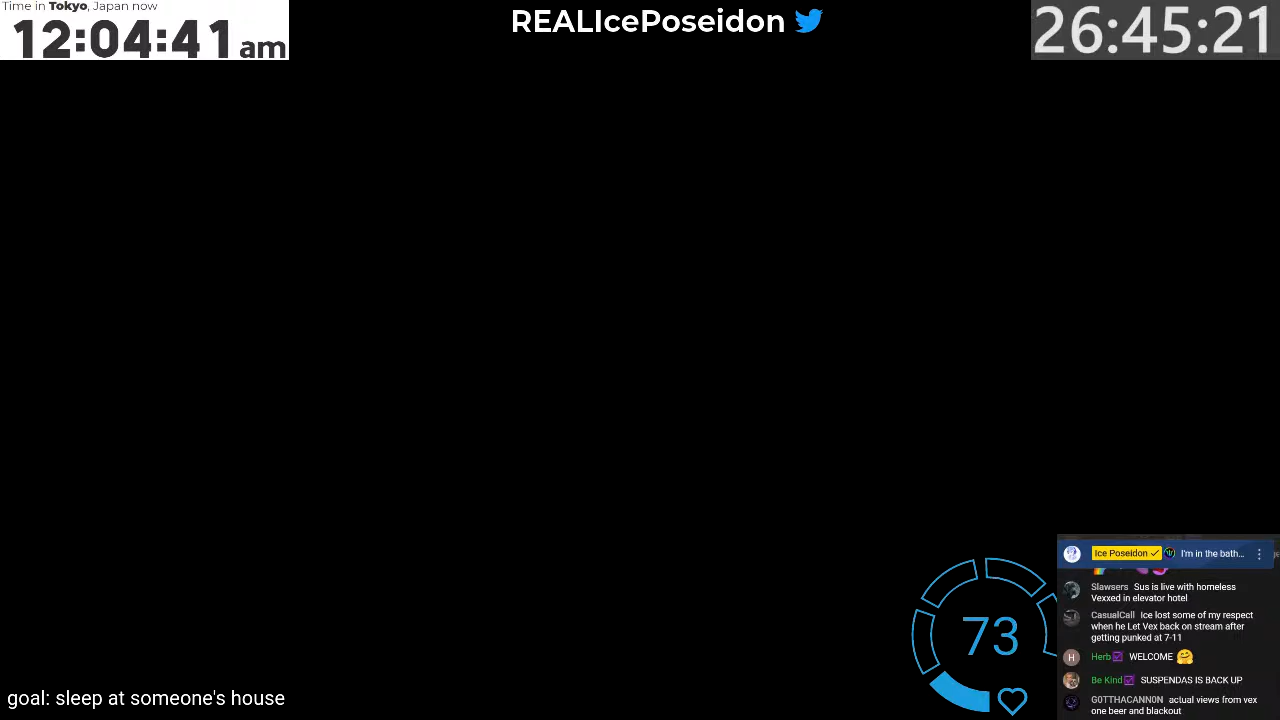 Time in Tokyo, Japan now
12:04:41 am
REALIcePoseidon
26:45:21
73
goal: sleep at someone's house
Ice Poseidon I'm in the bath...
Slawsers Sus is live with homeless
Vexxed in elevator hotel
CasualCall Ice lost some of my respect
when he Let Vex back on stream after
getting punked at 7-11
Herb WELCOME
Be Kind SUSPENDAS IS BACK UP
G0TTHACANN0N actual views from vex
one beer and blackout